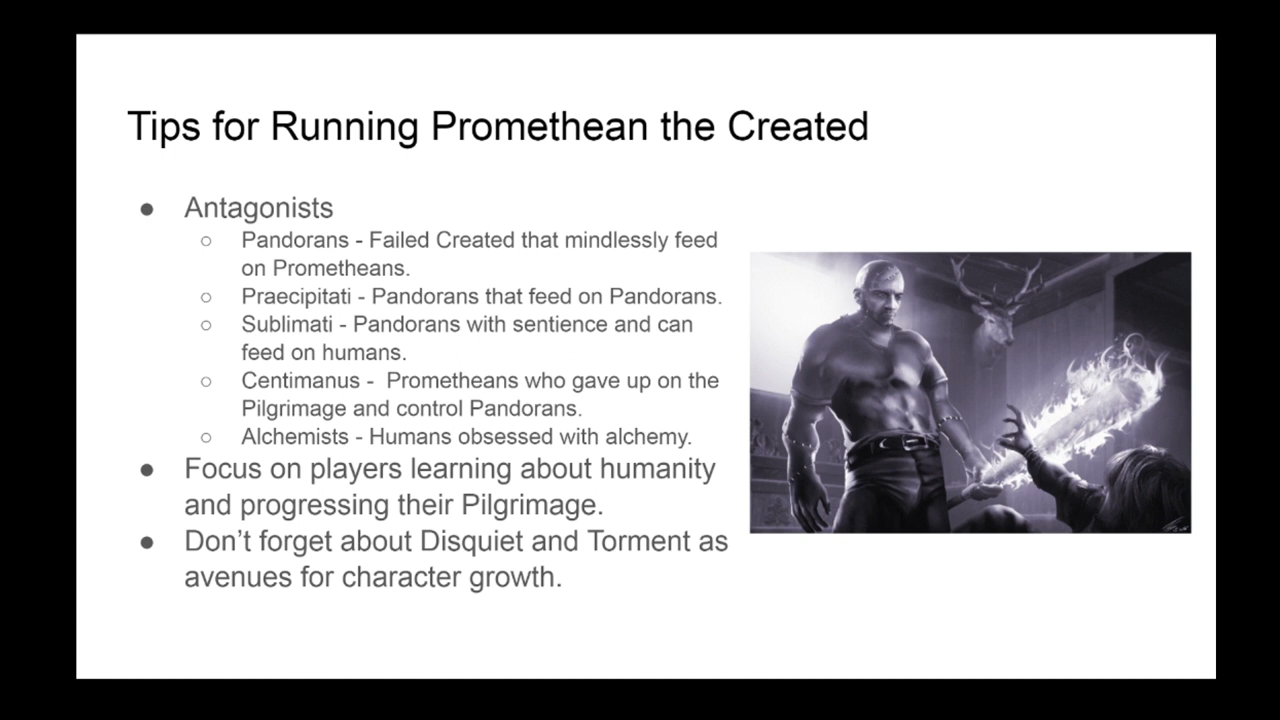 Tips for Running Promethean the Created
● Antagonists
○ Pandorans - Failed Created that mindlessly feed
on Prometheans.
○ Praecipitati - Pandorans that feed on Pandorans.
○ Sublimati - Pandorans with sentience and can
feed on humans.
○ Centimanus -  Prometheans who gave up on the
Pilgrimage and control Pandorans.
○ Alchemists - Humans obsessed with alchemy.
● Focus on players learning about humanity
and progressing their Pilgrimage.
● Don’t forget about Disquiet and Torment as
avenues for character growth.